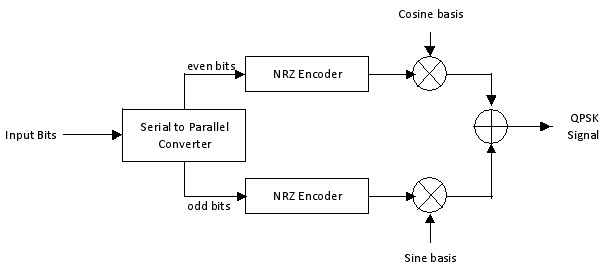 Cosine basis
even bits
NRZ Encoder
Input Bits
Serial to Parallel
Converter
QPSK
Signal
odd bits
NRZ Encoder
Sine basis